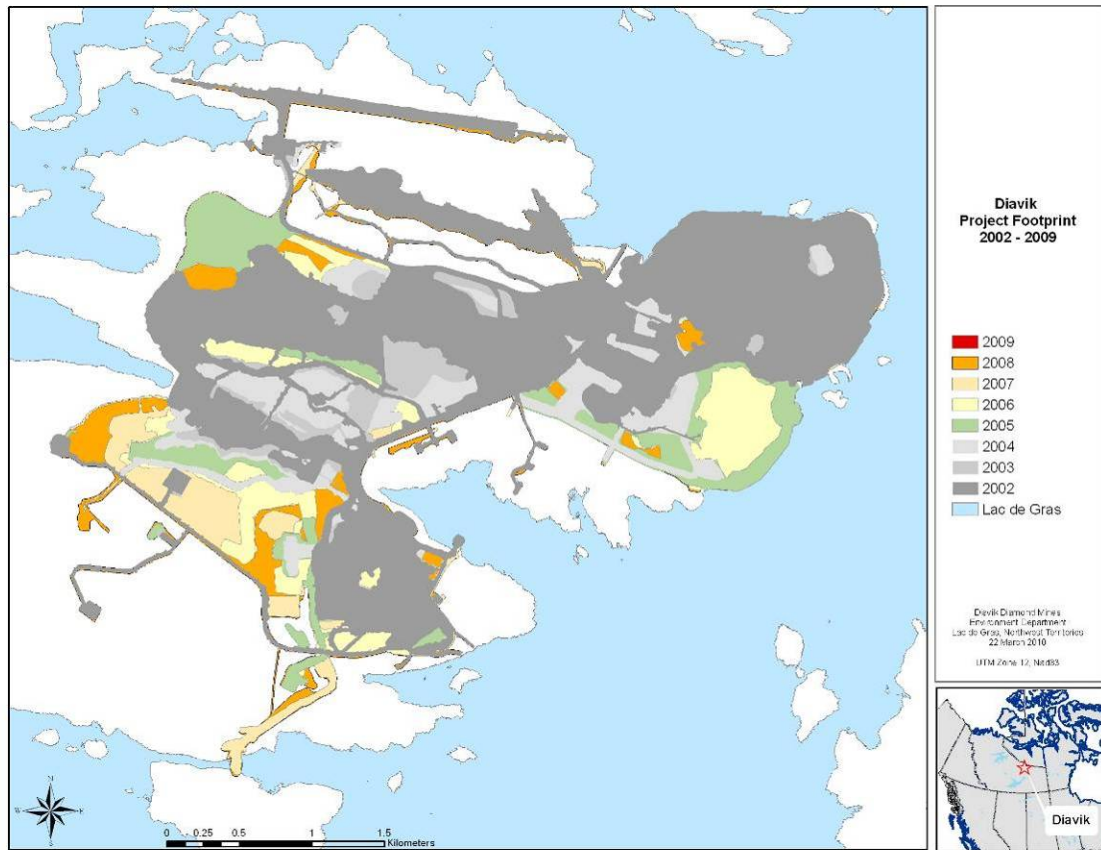 Diavik
Project Footprint
2002 - 2009
2009
2008
2007
2006
2005
2004
2003
2002
Lac de Gras
Diavik Diamond Mines
Environment Department
Lac de Gras, Northwest Territories
22 March 2010
UTM Zone 12, Nad83
Diavik
N
W
E
S
0 0.25 0.5 1 1.5
Kilometers